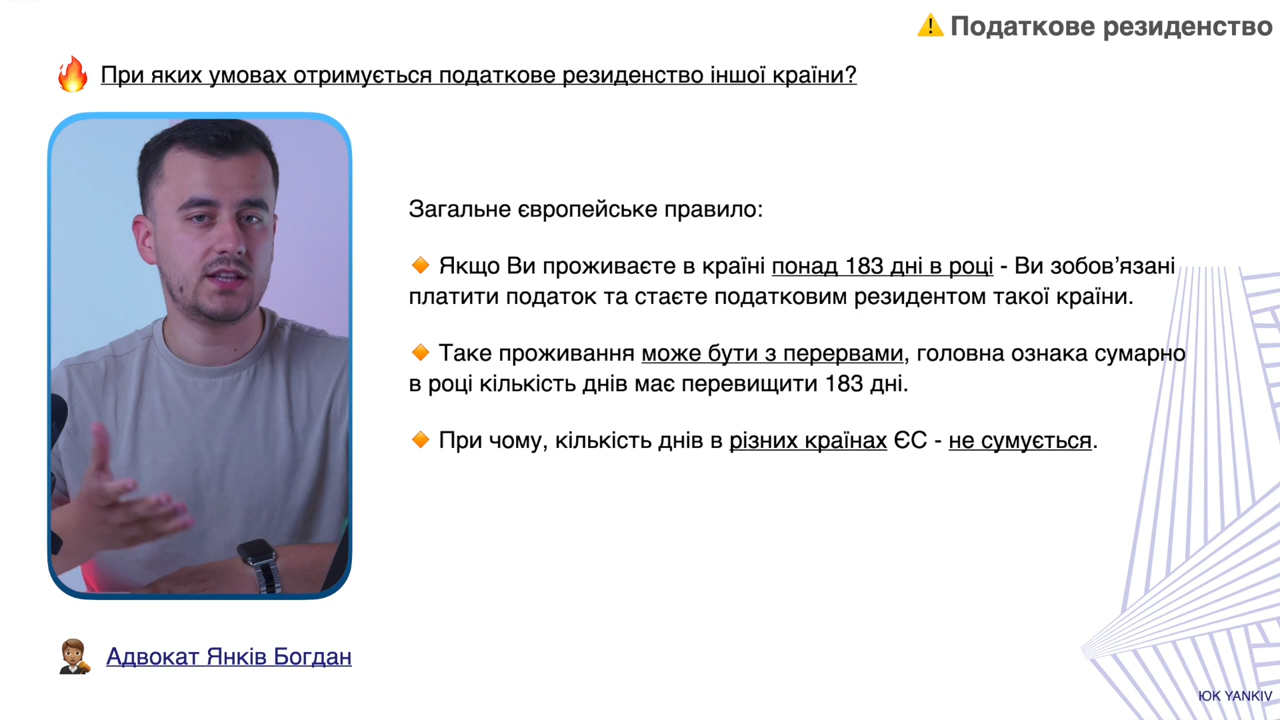 ⚠️ Податкове резиденство
🔥 При яких умовах отримується податкове резиденство іншої країни?
Загальне європейське правило:
🔸 Якщо Ви проживаєте в країні понад 183 дні в році - Ви зобов’язані
платити податок та стаєте податковим резидентом такої країни.
🔸 Таке проживання може бути з перервами, головна ознака сумарно
в році кількість днів має перевищити 183 дні.
🔸 При чому, кількість днів в різних країнах ЄС - не сумується.
Адвокат Янків Богдан
ЮК YANKIV